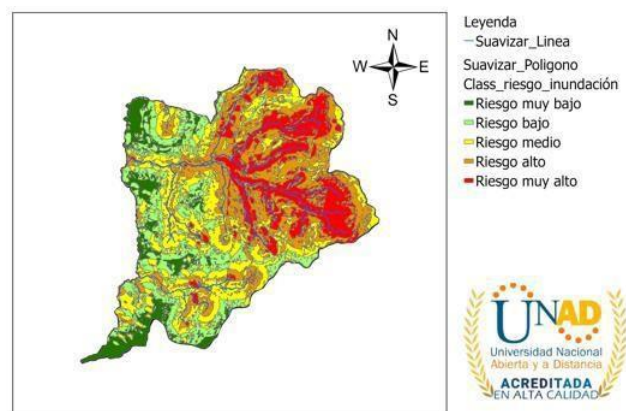 N
W E
S
Leyenda
Suavizar_Linea
Suavizar_Poligono
Class_riesgo_inundación
Riesgo muy bajo
Riesgo bajo
Riesgo medio
Riesgo alto
Riesgo muy alto
UNAD
Universidad Nacional
Abierta y a Distancia
ACREDITADA
EN ALTA CALIDAD